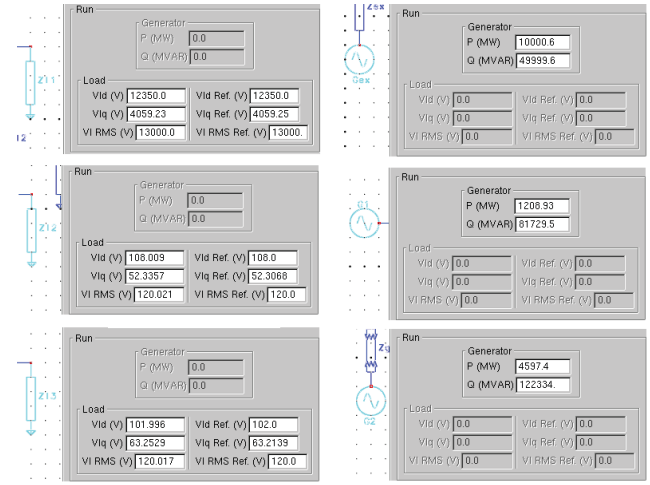 Run
Generator
P (MW) 0.0
Q (MVAR) 0.0
Load
Vld (V) 12350.0 Vld Ref. (V) 12350.0
Vlq (V) 4059.23 Vlq Ref. (V) 4059.25
Vl RMS (V) 13000.0 Vl RMS Ref. (V) 13000.
Zl1
12
Zex
Run
Generator
P (MW) 10000.6
Q (MVAR) 49999.6
Load
Vld (V) 0.0 Vld Ref. (V) 0.0
Vlq (V) 0.0 Vlq Ref. (V) 0.0
Vl RMS (V) 0.0 Vl RMS Ref. (V) 0.0
Gex
Run
Generator
P (MW) 0.0
Q (MVAR) 0.0
Load
Vld (V) 108.009 Vld Ref. (V) 108.0
Vlq (V) 52.3357 Vlq Ref. (V) 52.3068
Vl RMS (V) 120.021 Vl RMS Ref. (V) 120.0
Zl2
Run
Generator
P (MW) 1208.93
Q (MVAR) 81729.5
Load
Vld (V) 0.0 Vld Ref. (V) 0.0
Vlq (V) 0.0 Vlq Ref. (V) 0.0
Vl RMS (V) 0.0 Vl RMS Ref. (V) 0.0
G1
Run
Generator
P (MW) 0.0
Q (MVAR) 0.0
Load
Vld (V) 101.996 Vld Ref. (V) 102.0
Vlq (V) 63.2529 Vlq Ref. (V) 63.2139
Vl RMS (V) 120.017 Vl RMS Ref. (V) 120.0
Zl3
Run
Generator
P (MW) 4597.4
Q (MVAR) 122334.
Load
Vld (V) 0.0 Vld Ref. (V) 0.0
Vlq (V) 0.0 Vlq Ref. (V) 0.0
Vl RMS (V) 0.0 Vl RMS Ref. (V) 0.0
G2